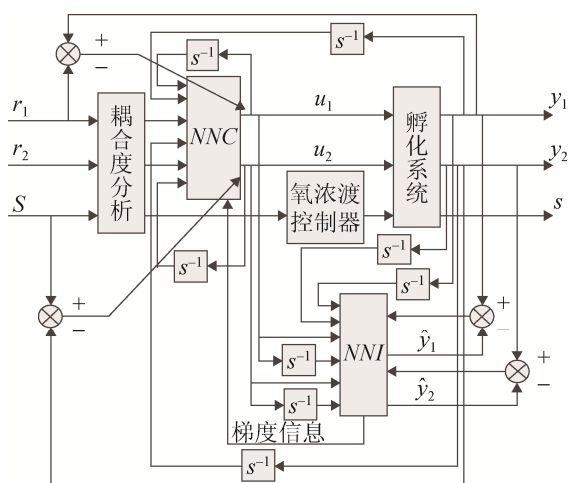 s⁻¹
+
−
s⁻¹
r₁
耦合度分析
NNC
u₁
孵化系统
y₁
r₂
u₂
y₂
S
氧浓渡
控制器
s
s⁻¹
s⁻¹
s⁻¹
+
−
NNI
+
−
ŷ₁
s⁻¹
+
−
ŷ₂
s⁻¹
梯度信息
s⁻¹